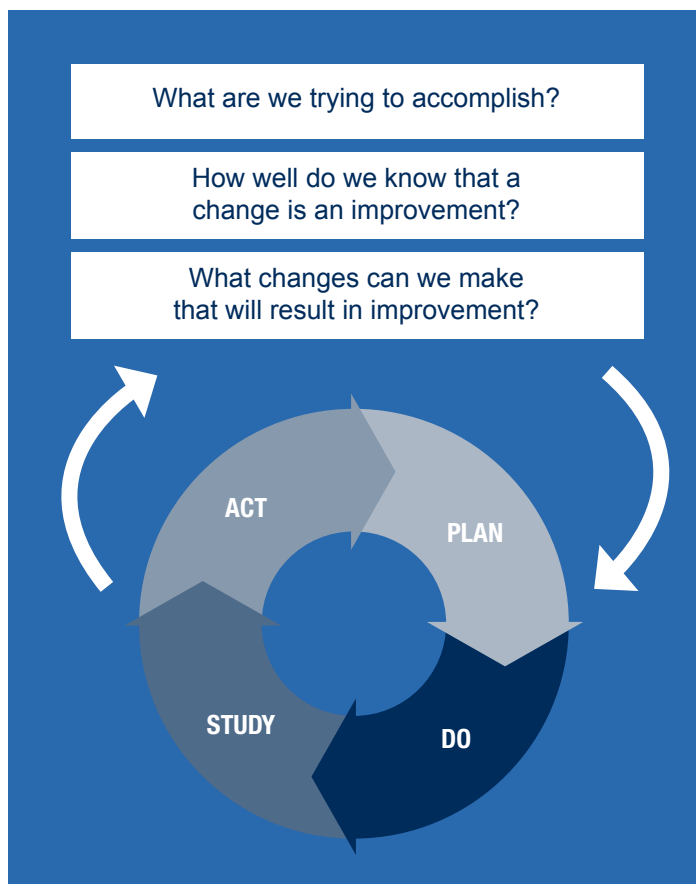 What are we trying to accomplish?
How well do we know that a
change is an improvement?
What changes can we make
that will result in improvement?
ACT
PLAN
STUDY
DO